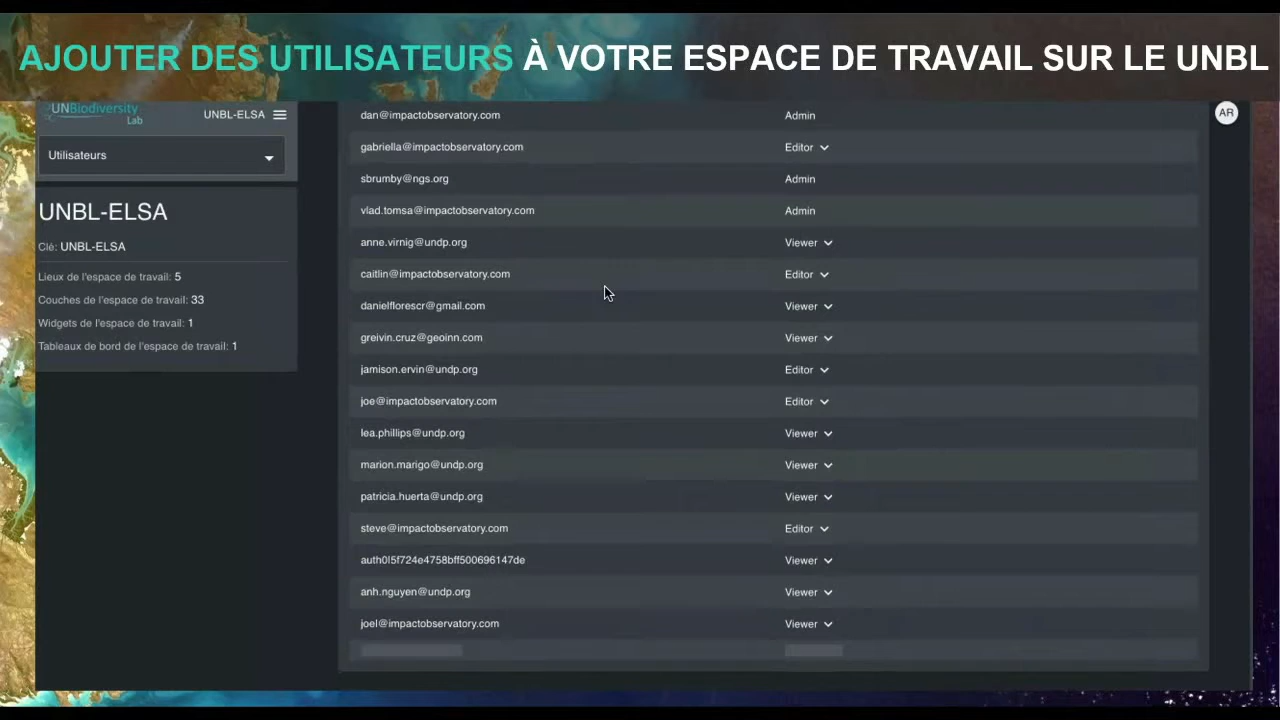 AJOUTER DES UTILISATEURS À VOTRE ESPACE DE TRAVAIL SUR LE UNBL
UNBiodiversity
Lab
UNBL-ELSA
AR
Utilisateurs
UNBL-ELSA
Clé: UNBL-ELSA
Lieux de l'espace de travail: 5
Couches de l'espace de travail: 33
Widgets de l'espace de travail: 1
Tableaux de bord de l'espace de travail: 1
dan@impactobservatory.com Admin
gabriella@impactobservatory.com Editor
sbrumby@ngs.org Admin
vlad.tomsa@impactobservatory.com Admin
anne.virnig@undp.org Viewer
caitlin@impactobservatory.com Editor
danielflorescr@gmail.com Viewer
greivin.cruz@geoinn.com Viewer
jamison.ervin@undp.org Editor
joe@impactobservatory.com Editor
lea.phillips@undp.org Viewer
marion.marigo@undp.org Viewer
patricia.huerta@undp.org Viewer
steve@impactobservatory.com Editor
auth0l5f724e4758bff500696147de Viewer
anh.nguyen@undp.org Viewer
joel@impactobservatory.com Viewer